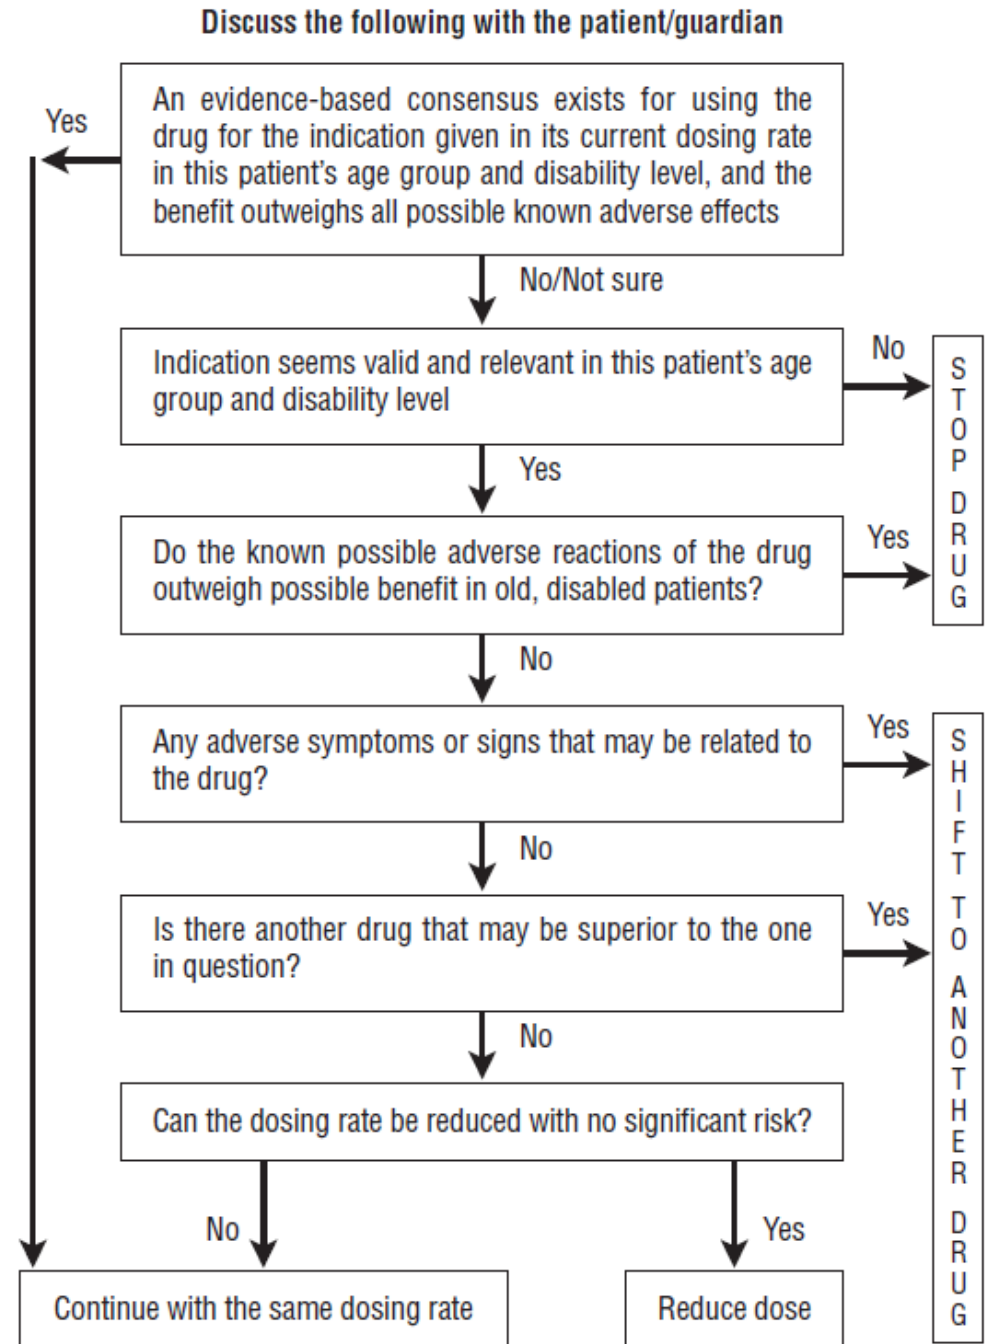 Discuss the following with the patient/guardian
Yes
An evidence-based consensus exists for using the
drug for the indication given in its current dosing rate
in this patient's age group and disability level, and the
benefit outweighs all possible known adverse effects
No/Not sure
Indication seems valid and relevant in this patient's age
group and disability level
No
STOP DRUG
Yes
Do the known possible adverse reactions of the drug
outweigh possible benefit in old, disabled patients?
Yes
No
Any adverse symptoms or signs that may be related to
the drug?
Yes
SHIFT TO ANOTHER DRUG
No
Is there another drug that may be superior to the one
in question?
Yes
No
Can the dosing rate be reduced with no significant risk?
No
Yes
Continue with the same dosing rate
Reduce dose